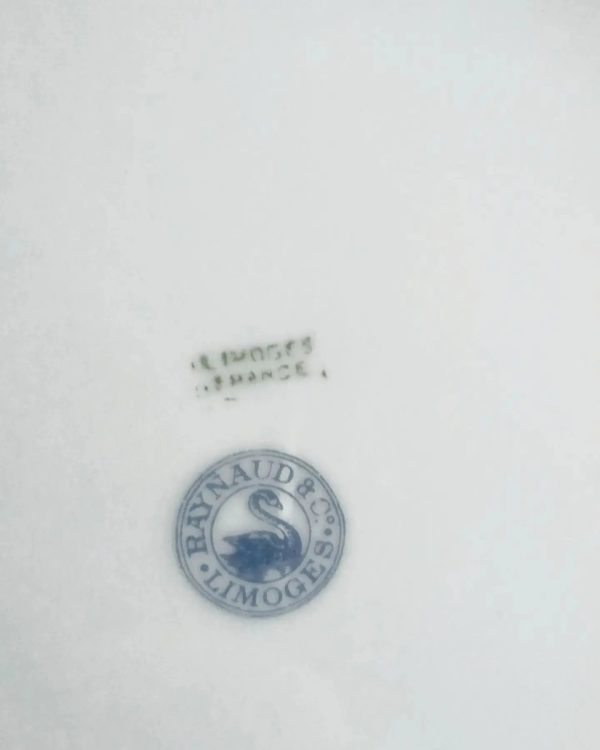 LIMOGES
FRANCE
RAYNAUD & Cº
• LIMOGES •